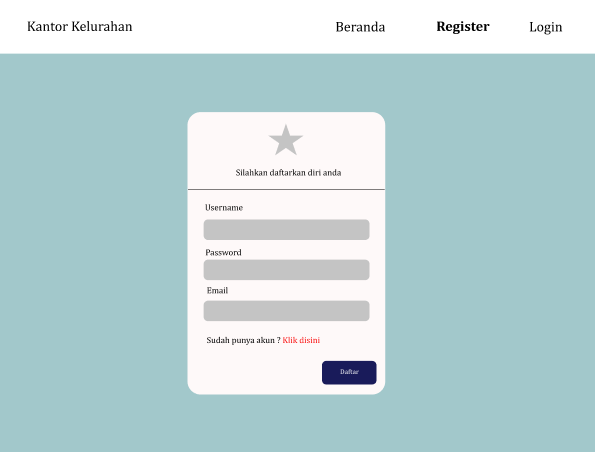 Kantor Kelurahan
Beranda
Register
Login
Silahkan daftarkan diri anda
Username
Password
Email
Sudah punya akun ? Klik disini
Daftar